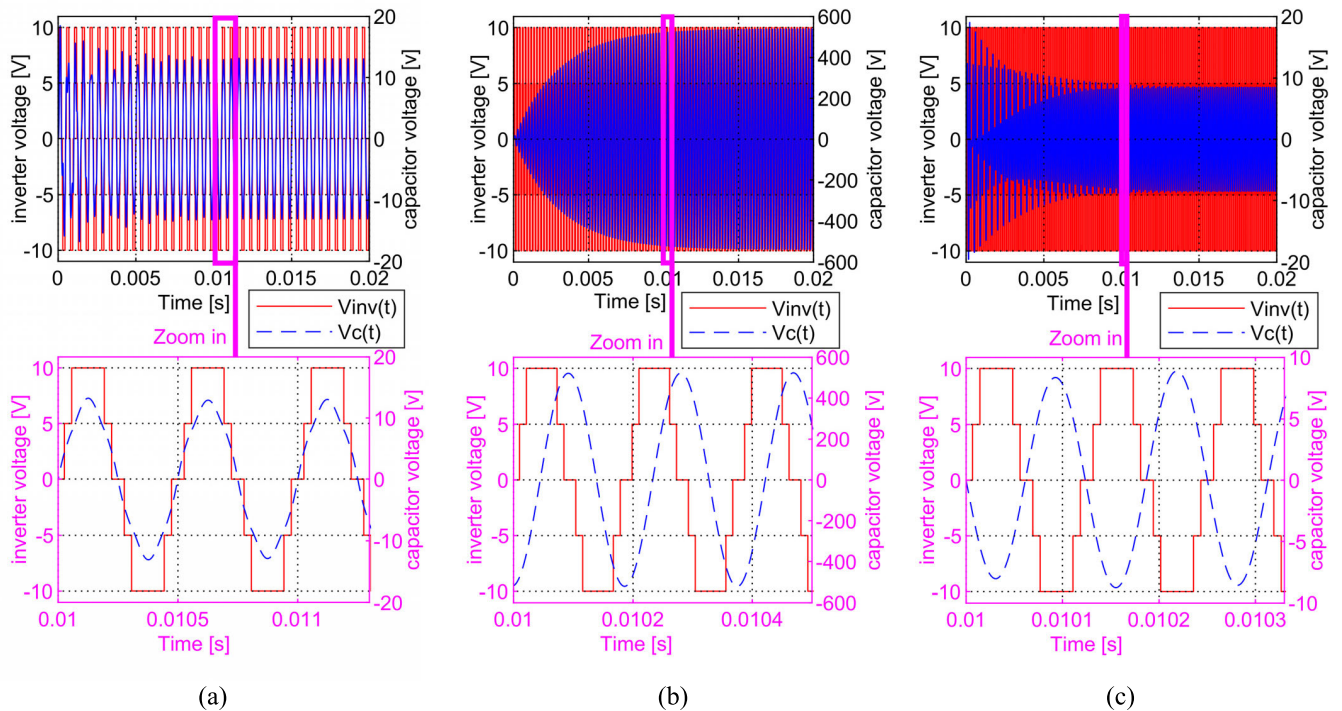 inverter voltage [V]
10
5
0
-5
-10
20
10
0
-10
-20
capacitor voltage [v]
0
0.005
0.01
0.015
0.02
Time [s]
Vinv(t)
Vc(t)
Zoom in
inverter voltage [V]
10
5
0
-5
-10
20
10
0
-10
-20
capacitor voltage [v]
0.01
0.0105
0.011
Time [s]
(a)
inverter voltage [V]
10
5
0
-5
-10
600
400
200
0
-200
-400
-600
capacitor voltage [v]
0
0.005
0.01
0.015
0.02
Time [s]
Vinv(t)
Vc(t)
Zoom in
inverter voltage [V]
10
5
0
-5
-10
600
400
200
0
-200
-400
-600
capacitor voltage [v]
0.01
0.0102
0.0104
Time [s]
(b)
inverter voltage [V]
10
5
0
-5
-10
20
10
0
-10
-20
capacitor voltage [v]
0
0.005
0.01
0.015
0.02
Time [s]
Vinv(t)
Vc(t)
Zoom in
inverter voltage [V]
10
5
0
-5
-10
10
5
0
-5
-10
capacitor voltage [v]
0.01
0.0101
0.0102
0.0103
Time [s]
(c)